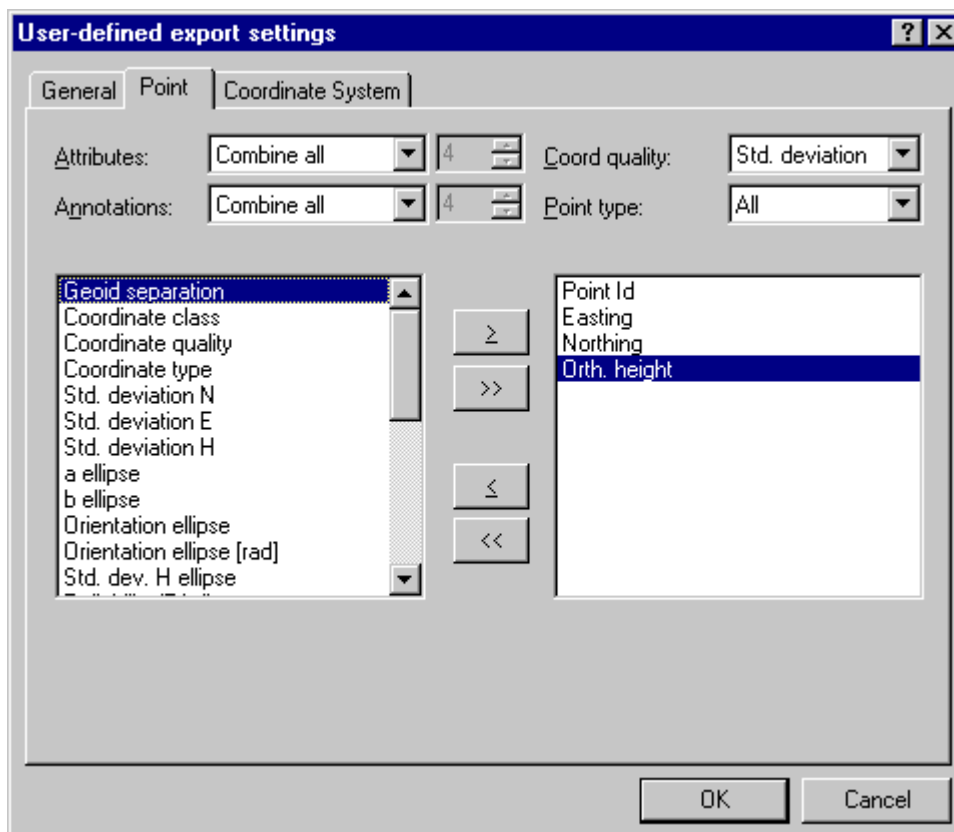 User-defined export settings
General Point Coordinate System
Attributes: Combine all 4 Coord quality: Std. deviation
Annotations: Combine all 4 Point type: All
Geoid separation
Coordinate class
Coordinate quality
Coordinate type
Std. deviation N
Std. deviation E
Std. deviation H
a ellipse
b ellipse
Orientation ellipse
Orientation ellipse [rad]
Std. dev. H ellipse
≥
>>
≤
<<
Point Id
Easting
Northing
Orth. height
OK Cancel